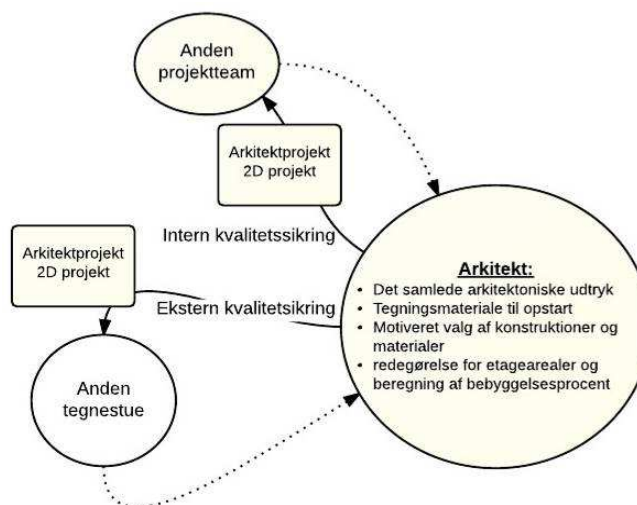 Anden
projektteam
Arkitektprojekt
2D projekt
Intern kvalitetssikring
Arkitektprojekt
2D projekt
Ekstern kvalitetsikring
Anden
tegnestue
Arkitekt:
• Det samlede arkitektoniske udtryk
• Tegningsmateriale til opstart
• Motiveret valg af konstruktioner og
materialer
• redegørelse for etagearealer og
beregning af bebyggelsesprocent